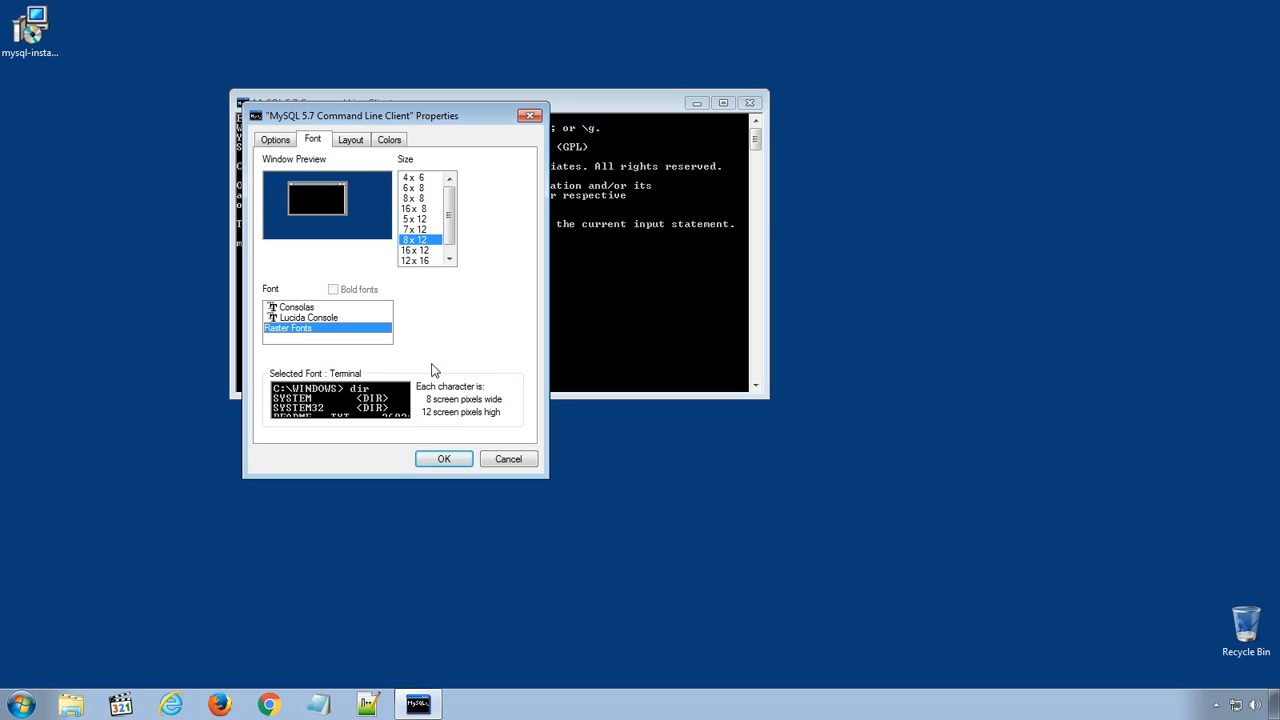 mysql-insta...
"MySQL 5.7 Command Line Client" Properties
Options
Font
Layout
Colors
Window Preview
Size
4 x 6
6 x 8
8 x 8
16 x 8
5 x 12
7 x 12
8 x 12
16 x 12
12 x 16
Font
Bold fonts
Consolas
Lucida Console
Raster Fonts
Selected Font : Terminal
C:\WINDOWS> dir
SYSTEM <DIR>
SYSTEM32 <DIR>
Each character is:
8 screen pixels wide
12 screen pixels high
OK
Cancel
; or \g.
(GPL)
iates. All rights reserved.
ation and/or its
r respective
the current input statement.
Recycle Bin
321
MySQL